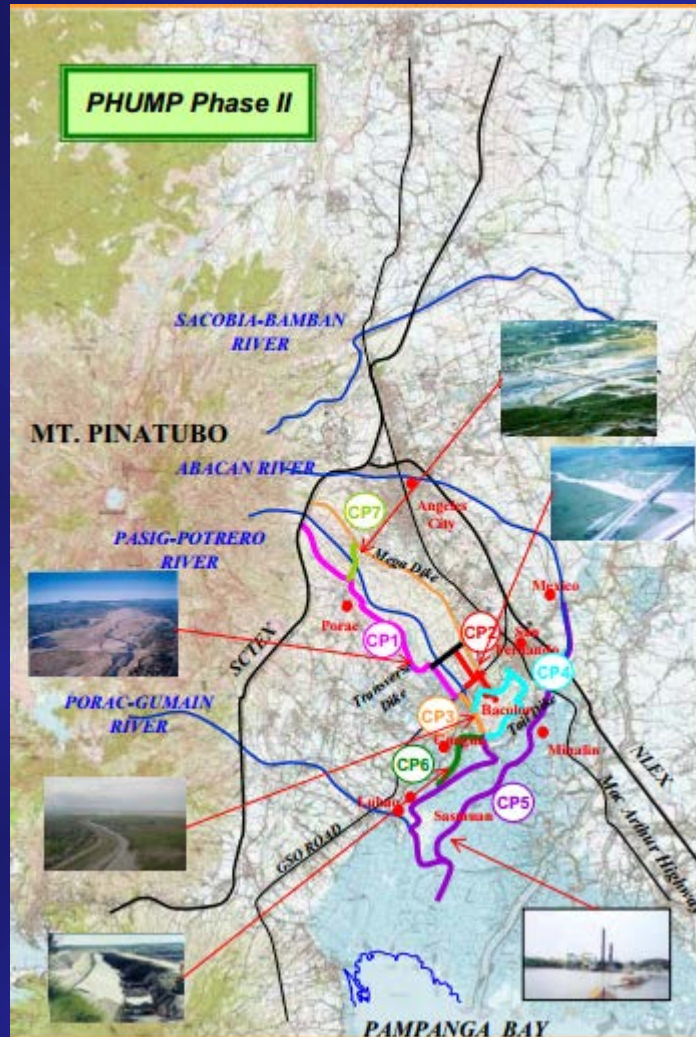 PHUMP Phase II
SACOBIA-BAMBAN
RIVER
MT. PINATUBO
ABACAN RIVER
Angeles
City
CP7
PASIG-POTRERO
RIVER
Mega Dike
Mexico
Porac
CP1
CP2
San
Fernando
SCTEX
Transverse
Dike
CP4
PORAC-GUMAIN
RIVER
CP3
Bacolor
Tail Dike
Guagua
Minalin
CP6
NLEX
Lubao
CP5
Sasmuan
Mac Arthur Highway
GSO ROAD
PAMPANGA BAY